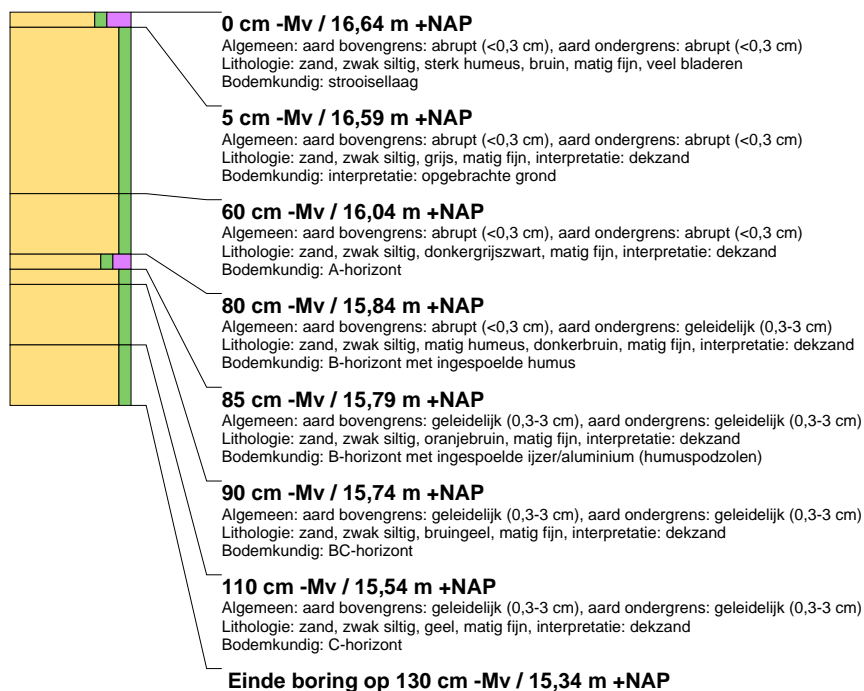 0 cm -Mv / 16,64 m +NAP
Algemeen: aard bovengrens: abrupt (<0,3 cm), aard ondergrens: abrupt (<0,3 cm)
Lithologie: zand, zwak siltig, sterk humeus, bruin, matig fijn, veel bladeren
Bodemkundig: strooisellaag
5 cm -Mv / 16,59 m +NAP
Algemeen: aard bovengrens: abrupt (<0,3 cm), aard ondergrens: abrupt (<0,3 cm)
Lithologie: zand, zwak siltig, grijs, matig fijn, interpretatie: dekzand
Bodemkundig: interpretatie: opgebrachte grond
60 cm -Mv / 16,04 m +NAP
Algemeen: aard bovengrens: abrupt (<0,3 cm), aard ondergrens: abrupt (<0,3 cm)
Lithologie: zand, zwak siltig, donkergrijszwart, matig fijn, interpretatie: dekzand
Bodemkundig: A-horizont
80 cm -Mv / 15,84 m +NAP
Algemeen: aard bovengrens: abrupt (<0,3 cm), aard ondergrens: geleidelijk (0,3-3 cm)
Lithologie: zand, zwak siltig, matig humeus, donkerbruin, matig fijn, interpretatie: dekzand
Bodemkundig: B-horizont met ingespoelde humus
85 cm -Mv / 15,79 m +NAP
Algemeen: aard bovengrens: geleidelijk (0,3-3 cm), aard ondergrens: geleidelijk (0,3-3 cm)
Lithologie: zand, zwak siltig, oranjebruin, matig fijn, interpretatie: dekzand
Bodemkundig: B-horizont met ingespoelde ijzer/aluminium (humuspodzolen)
90 cm -Mv / 15,74 m +NAP
Algemeen: aard bovengrens: geleidelijk (0,3-3 cm), aard ondergrens: geleidelijk (0,3-3 cm)
Lithologie: zand, zwak siltig, bruingeel, matig fijn, interpretatie: dekzand
Bodemkundig: BC-horizont
110 cm -Mv / 15,54 m +NAP
Algemeen: aard bovengrens: geleidelijk (0,3-3 cm), aard ondergrens: geleidelijk (0,3-3 cm)
Lithologie: zand, zwak siltig, geel, matig fijn, interpretatie: dekzand
Bodemkundig: C-horizont
Einde boring op 130 cm -Mv / 15,34 m +NAP